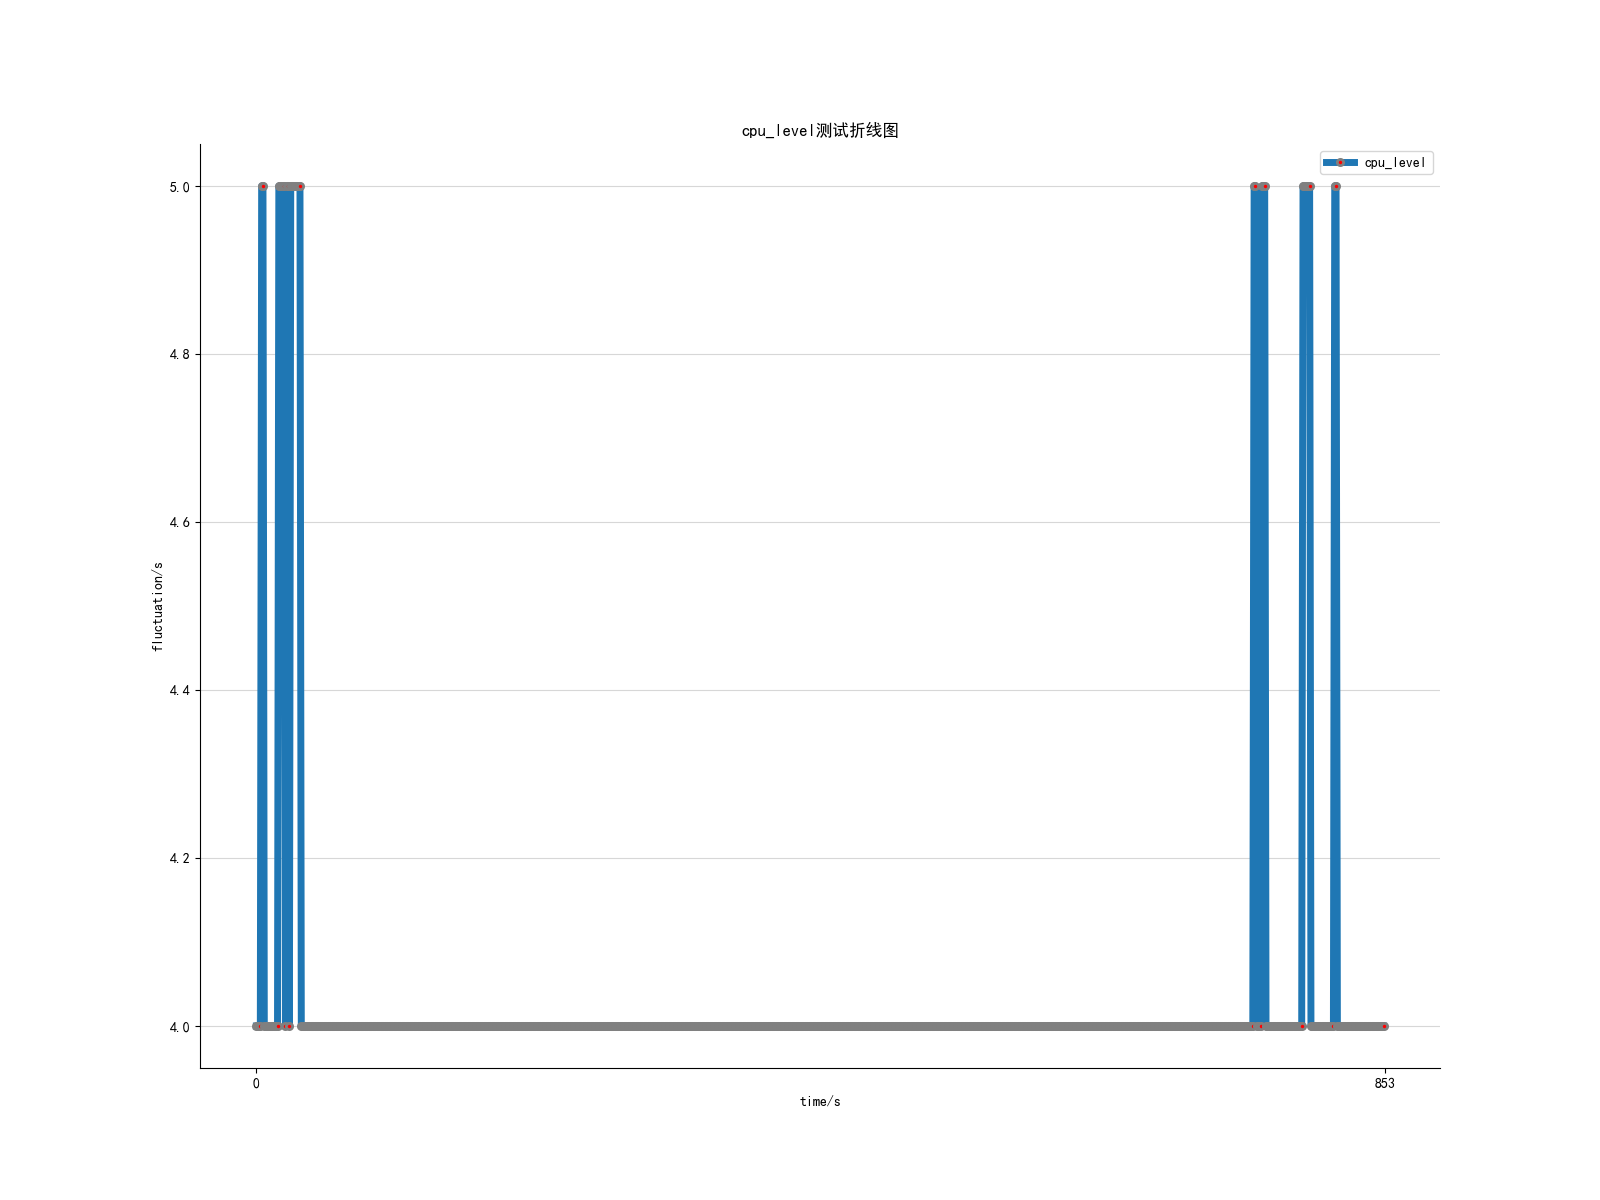 cpu_level测试折线图
cpu_level
5.0
4.8
4.6
4.4
4.2
4.0
fluctuation/s
0
853
time/s